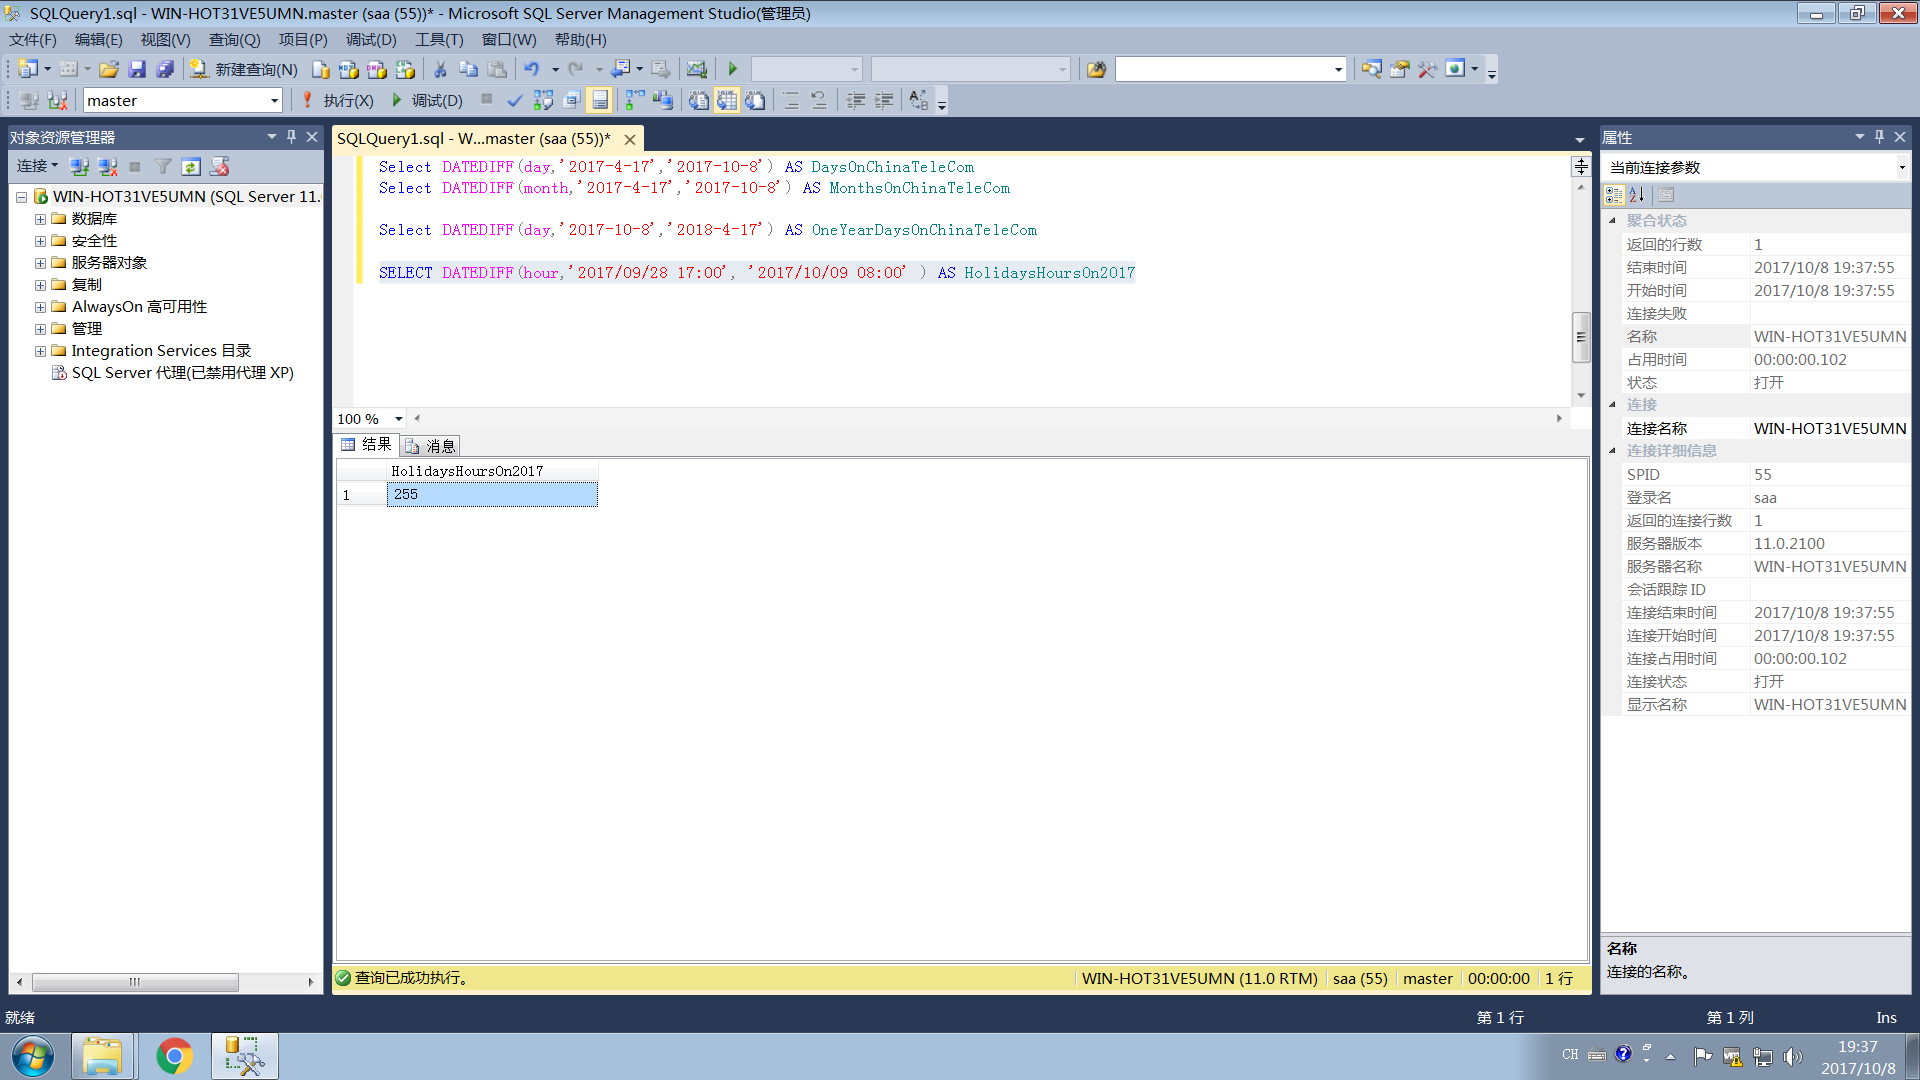 SQLQuery1.sql - WIN-HOT31VE5UMN.master (saa (55))* - Microsoft SQL Server Management Studio(管理员)
文件(F) 编辑(E) 视图(V) 查询(Q) 项目(P) 调试(D) 工具(T) 窗口(W) 帮助(H)
新建查询(N)
master 执行(X) 调试(D)
对象资源管理器
连接
WIN-HOT31VE5UMN (SQL Server 11.
数据库
安全性
服务器对象
复制
AlwaysOn 高可用性
管理
Integration Services 目录
SQL Server 代理(已禁用代理 XP)
SQLQuery1.sql - W...master (saa (55))*
Select DATEDIFF(day,'2017-4-17','2017-10-8') AS DaysOnChinaTeleCom
Select DATEDIFF(month,'2017-4-17','2017-10-8') AS MonthsOnChinaTeleCom
Select DATEDIFF(day,'2017-10-8','2018-4-17') AS OneYearDaysOnChinaTeleCom
SELECT DATEDIFF(hour,'2017/09/28 17:00', '2017/10/09 08:00' ) AS HolidaysHoursOn2017
100 %
结果 消息
HolidaysHoursOn2017
1 255
查询已成功执行。 WIN-HOT31VE5UMN (11.0 RTM) saa (55) master 00:00:00 1 行
属性
当前连接参数
聚合状态
返回的行数 1
结束时间 2017/10/8 19:37:55
开始时间 2017/10/8 19:37:55
连接失败
名称 WIN-HOT31VE5UMN
占用时间 00:00:00.102
状态 打开
连接
连接名称 WIN-HOT31VE5UMN
连接详细信息
SPID 55
登录名 saa
返回的连接行数 1
服务器版本 11.0.2100
服务器名称 WIN-HOT31VE5UMN
会话跟踪 ID
连接结束时间 2017/10/8 19:37:55
连接开始时间 2017/10/8 19:37:55
连接占用时间 00:00:00.102
连接状态 打开
显示名称 WIN-HOT31VE5UMN
名称
连接的名称。
就绪 第 1 行 第 1 列 Ins
CH 19:37
2017/10/8